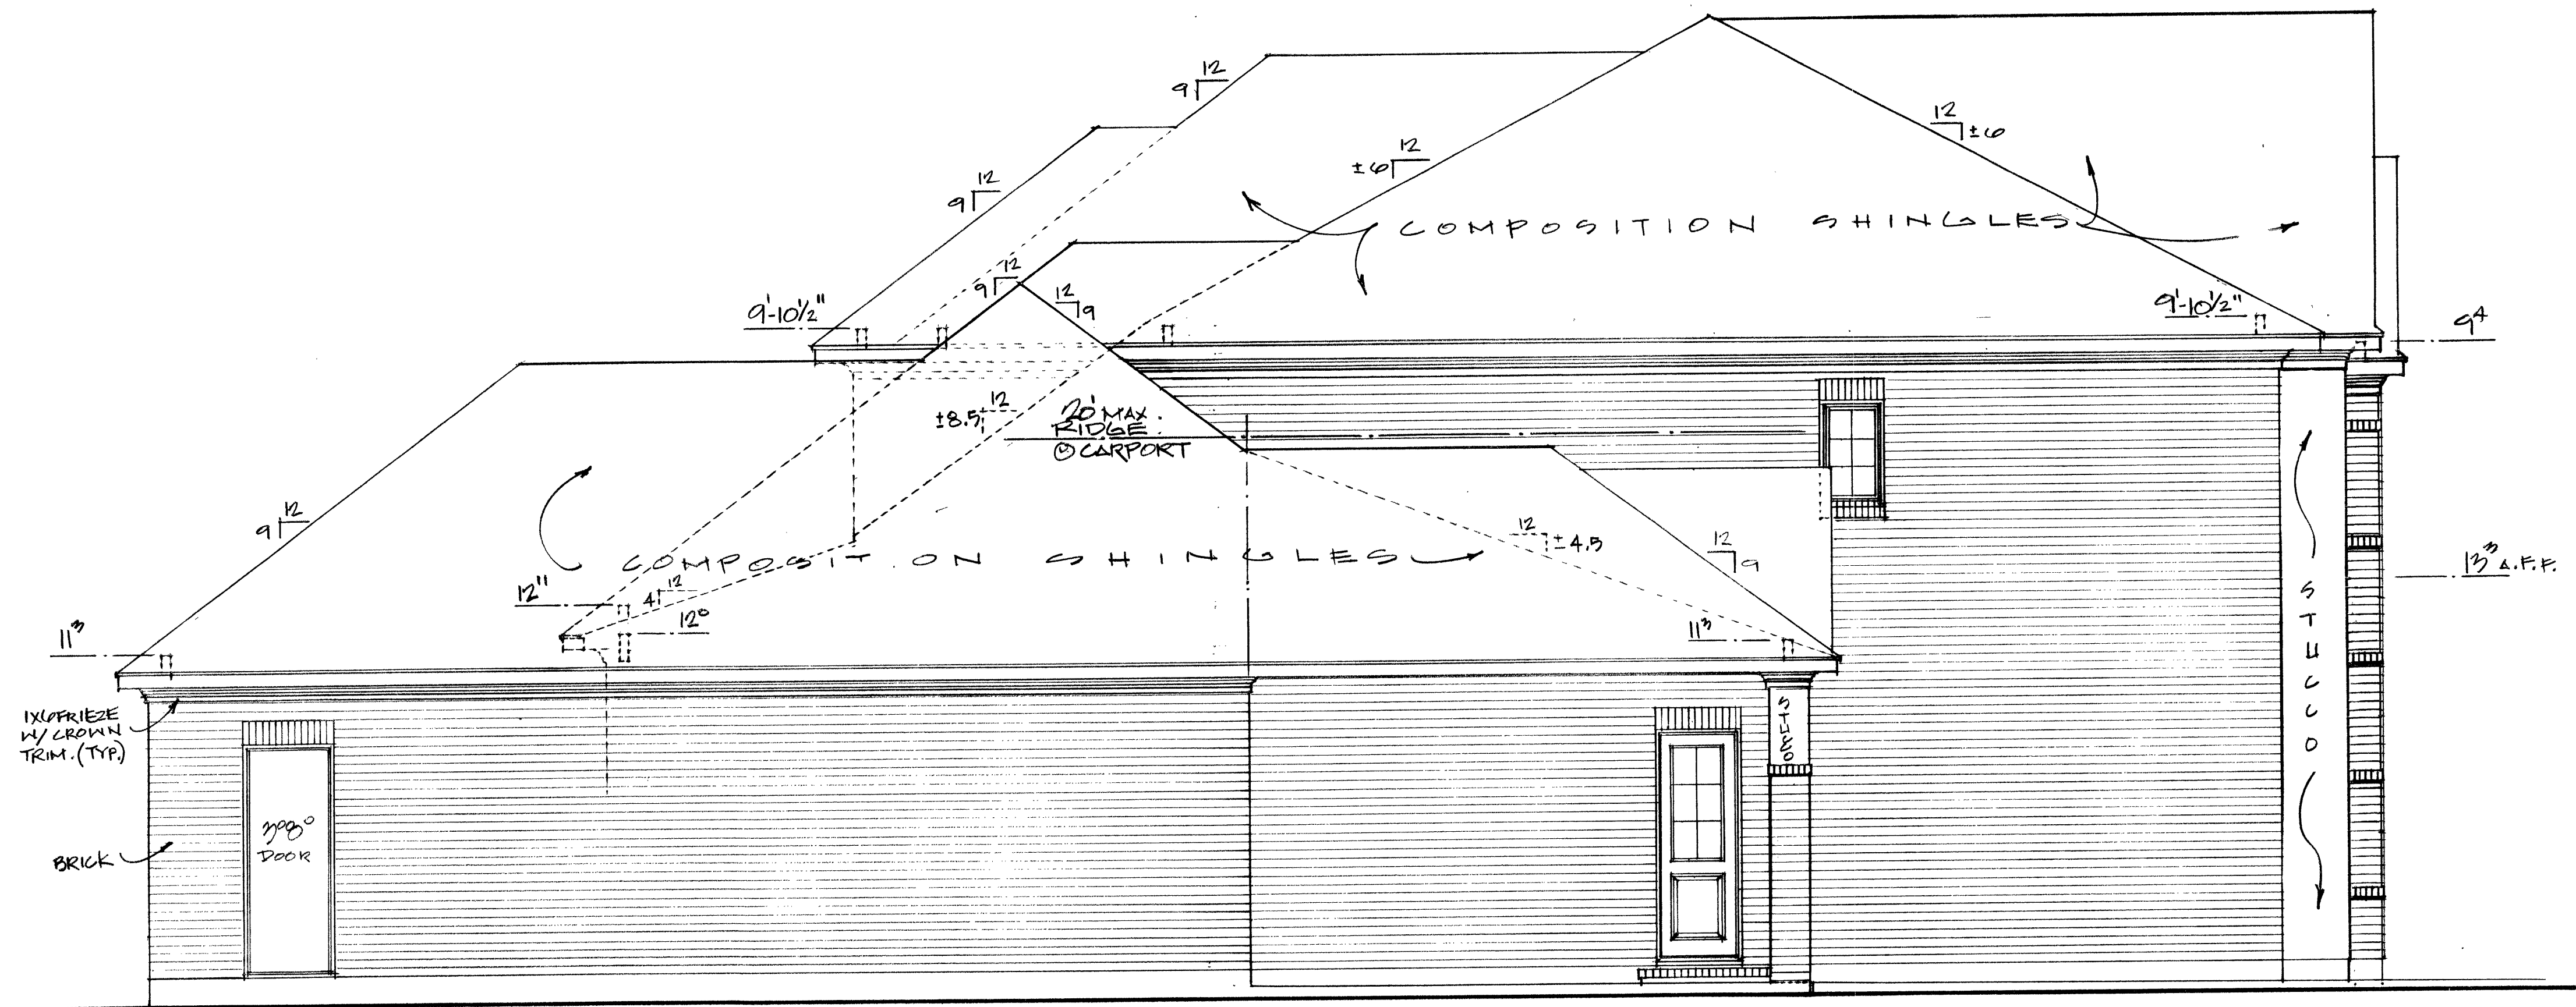 12
9
12
±6
12
9
12
±6
12
9
COMPOSITION SHINGLES
12
9
12
9
9'-10½"
9'-10½"
9⁴
12
±8.5
20' MAX.
RIDGE
@ CARPORT
12
9
12
±4.5
12
9
COMPOSITION SHINGLES
13³ A.F.F.
12"
12
4
12⁰
11³
11³
STUCCO
STUCCO
1X6 FRIEZE
W/ CROWN
TRIM. (TYP.)
3⁰8⁰
DOOR
BRICK